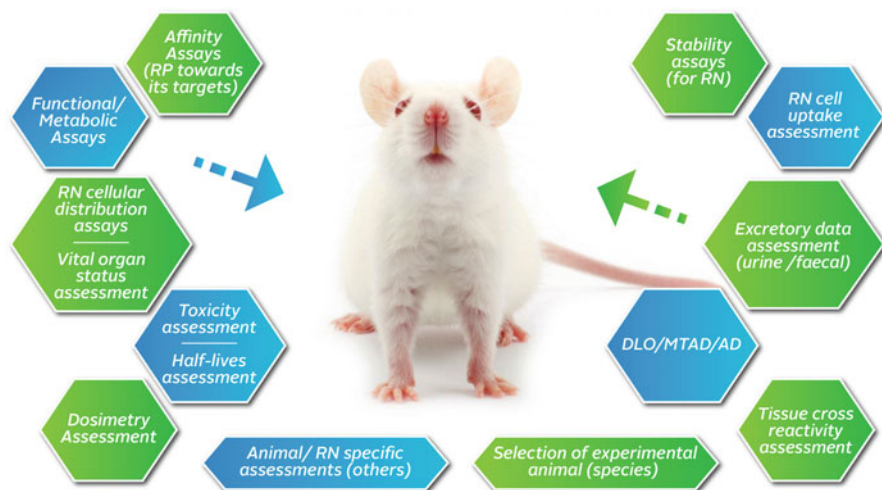 Affinity
Assays
(RP towards
its targets)
Functional/
Metabolic
Assays
RN cellular
distribution
assays
Vital organ
status
assessment
Toxicity
assessment
Half-lives
assessment
Dosimetry
Assessment
Animal/ RN specific
assessments (others)
Stability
assays
(for RN)
RN cell
uptake
assessment
Excretory data
assessment
(urine /faecal)
DLO/MTAD/AD
Tissue cross
reactivity
assessment
Selection of experimental
animal (species)